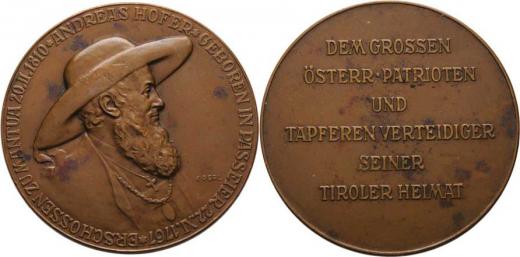 ANDREAS HOFER * GEBOREN IN PASSEIER 22.XI.1767 * ERSCHOSSEN ZU MANTUA 20.II.1810 *
DEM GROSSEN
ÖSTERR · PATRIOTEN
UND
TAPFEREN VERTEIDIGER
SEINER
TIROLER HEIMAT